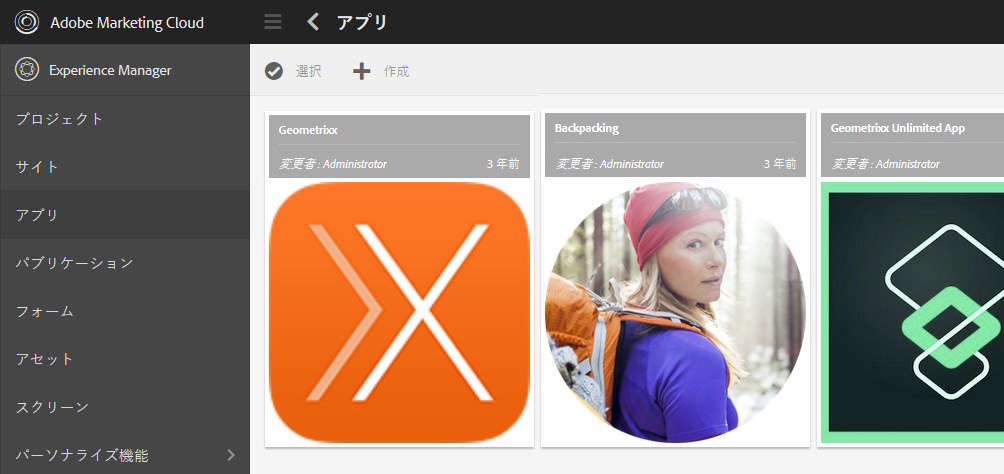 Adobe Marketing Cloud
アプリ
Experience Manager
選択
作成
プロジェクト
サイト
アプリ
パブリケーション
フォーム
アセット
スクリーン
パーソナライズ機能
Geometrixx
変更者 : Administrator
3 年前
Backpacking
変更者 : Administrator
3 年前
Geometrixx Unlimited App
変更者 : Administrator